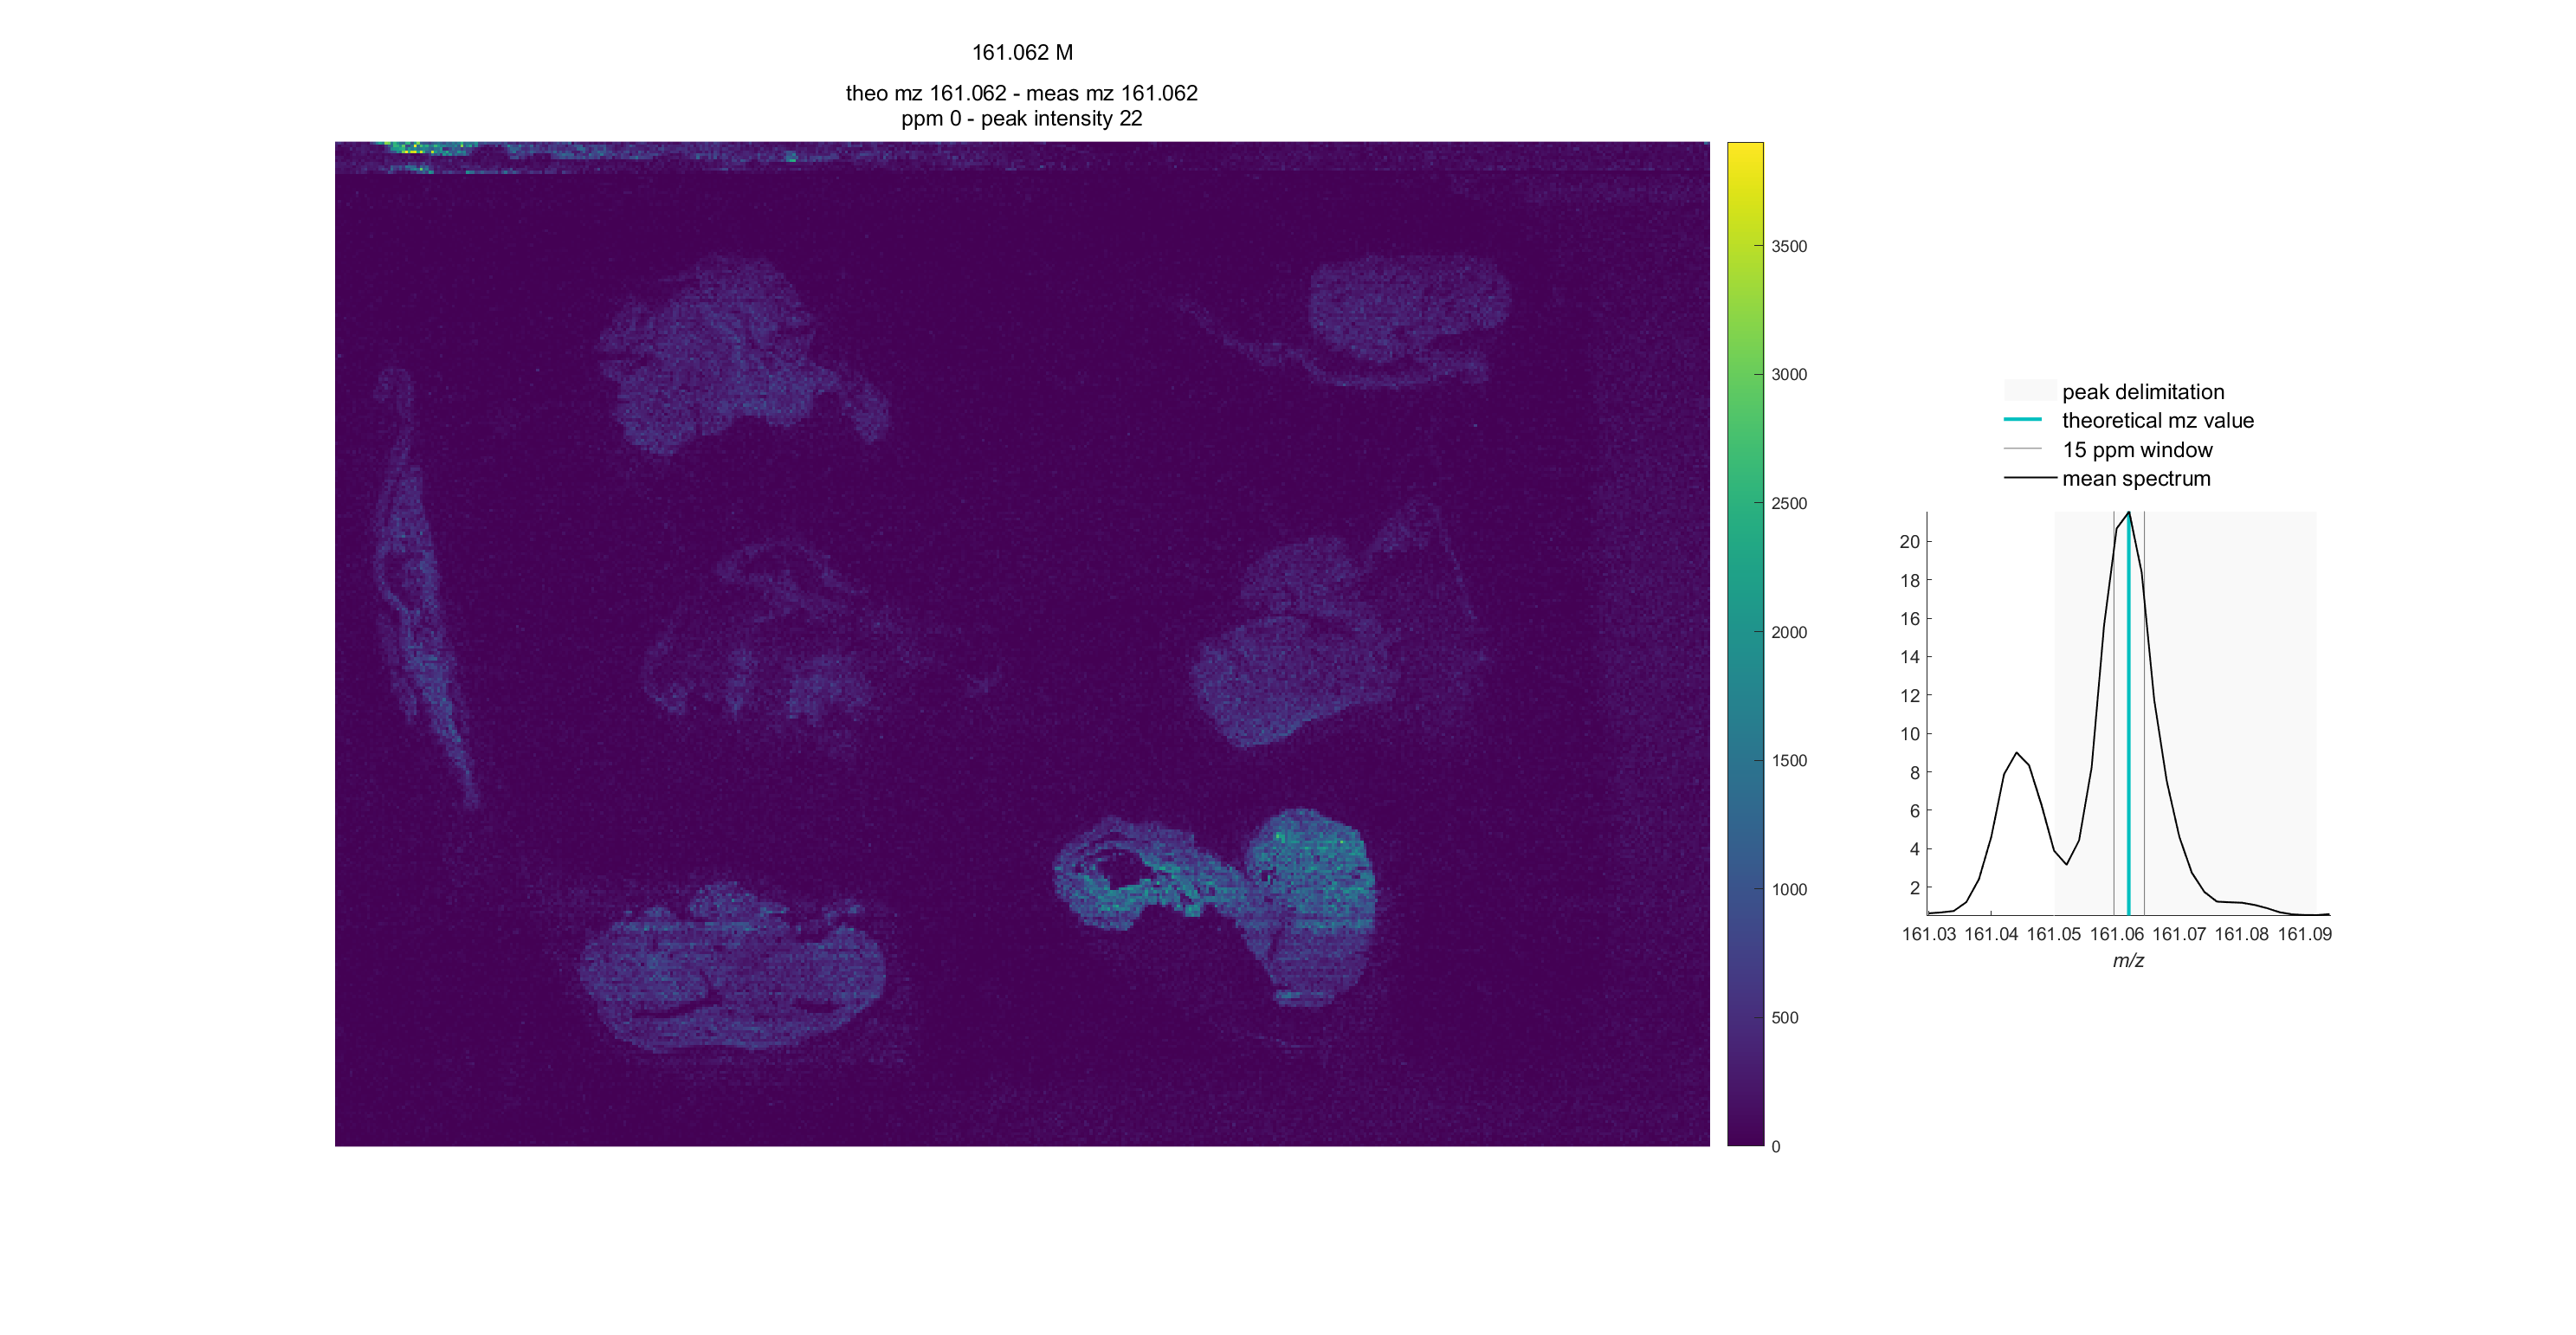 161.062 M
theo mz 161.062 - meas mz 161.062
ppm 0 - peak intensity 22
3500
3000
2500
2000
1500
1000
500
0
peak delimitation
theoretical mz value
15 ppm window
mean spectrum
20
18
16
14
12
10
8
6
4
2
161.03 161.04 161.05 161.06 161.07 161.08 161.09
m/z